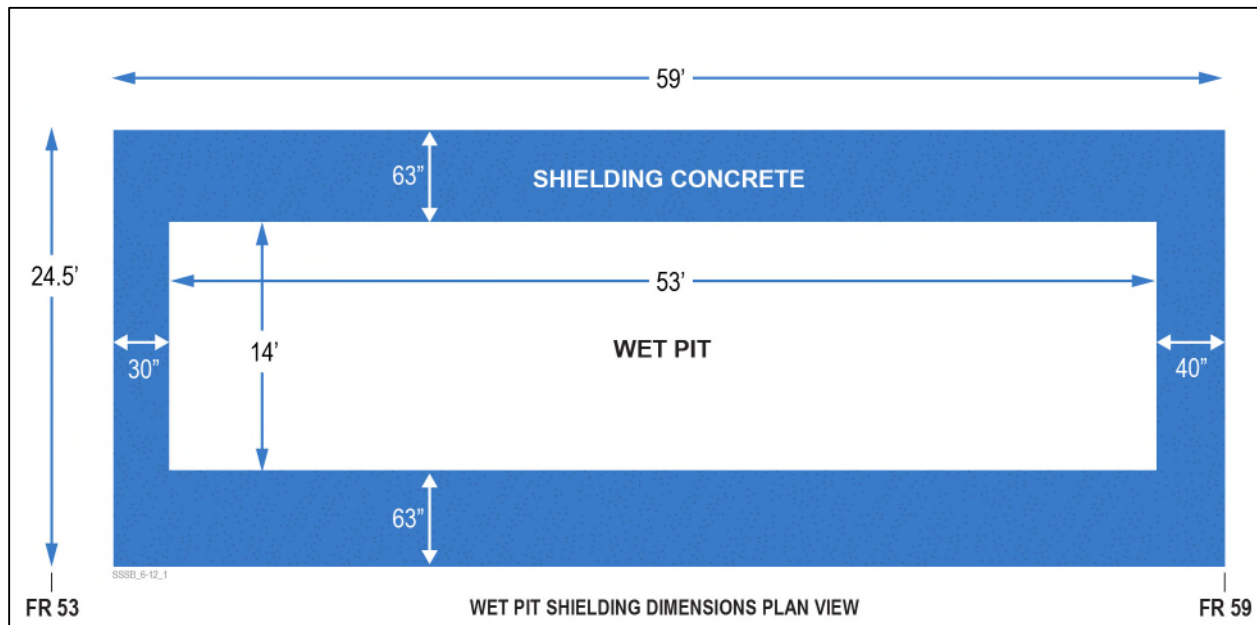 59’
63”
SHIELDING CONCRETE
24.5’
53’
30”
14’
WET PIT
40”
63”
SSSB_6-12_1
FR 53
WET PIT SHIELDING DIMENSIONS PLAN VIEW
FR 59